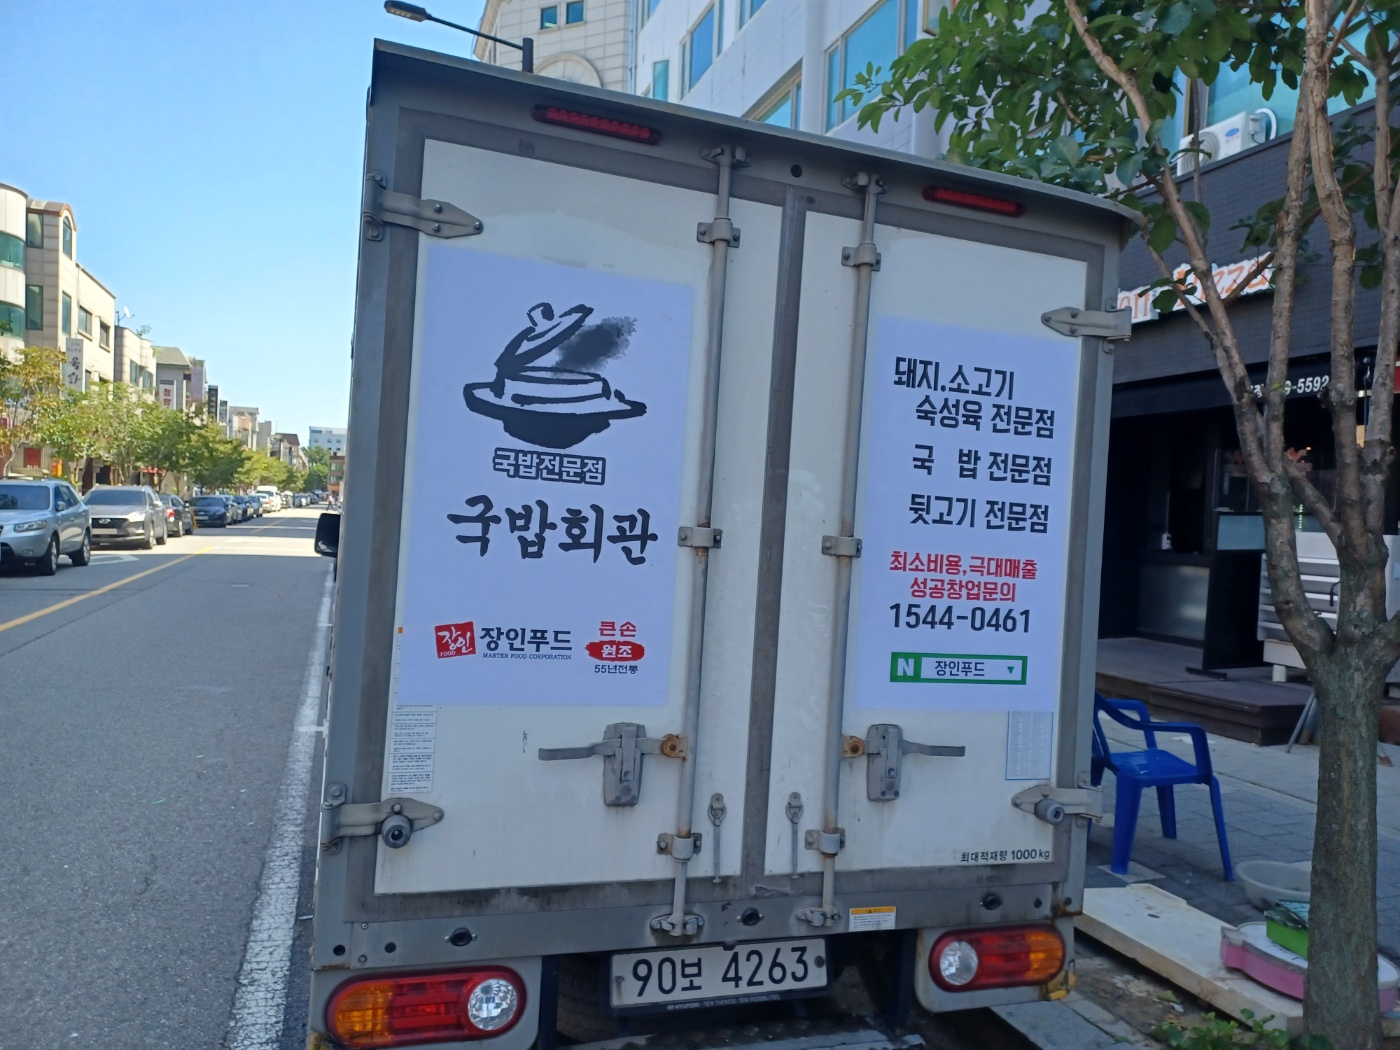 국밥전문점
국밥회관
장인
FOOD
장인푸드
MASTER FOOD CORPORATION
큰손
원조
55년전통
돼지.소고기
숙성육 전문점
국 밥 전문점
뒷고기 전문점
최소비용,극대매출
성공창업문의
1544-0461
N 장인푸드 ▼
최대적재량 1000kg
90보 4263
HYUNDAI
5592